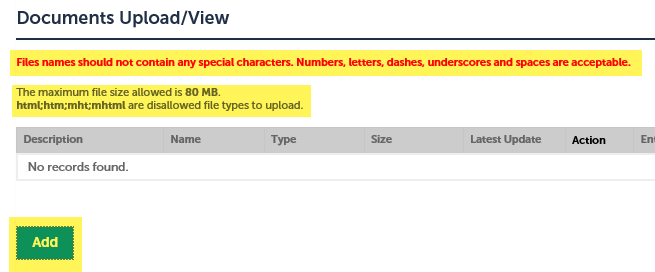 Documents Upload/View
Files names should not contain any special characters. Numbers, letters, dashes, underscores and spaces are acceptable.
The maximum file size allowed is 80 MB.
html;htm;mht;mhtml are disallowed file types to upload.
Description Name Type Size Latest Update Action
No records found.
Add